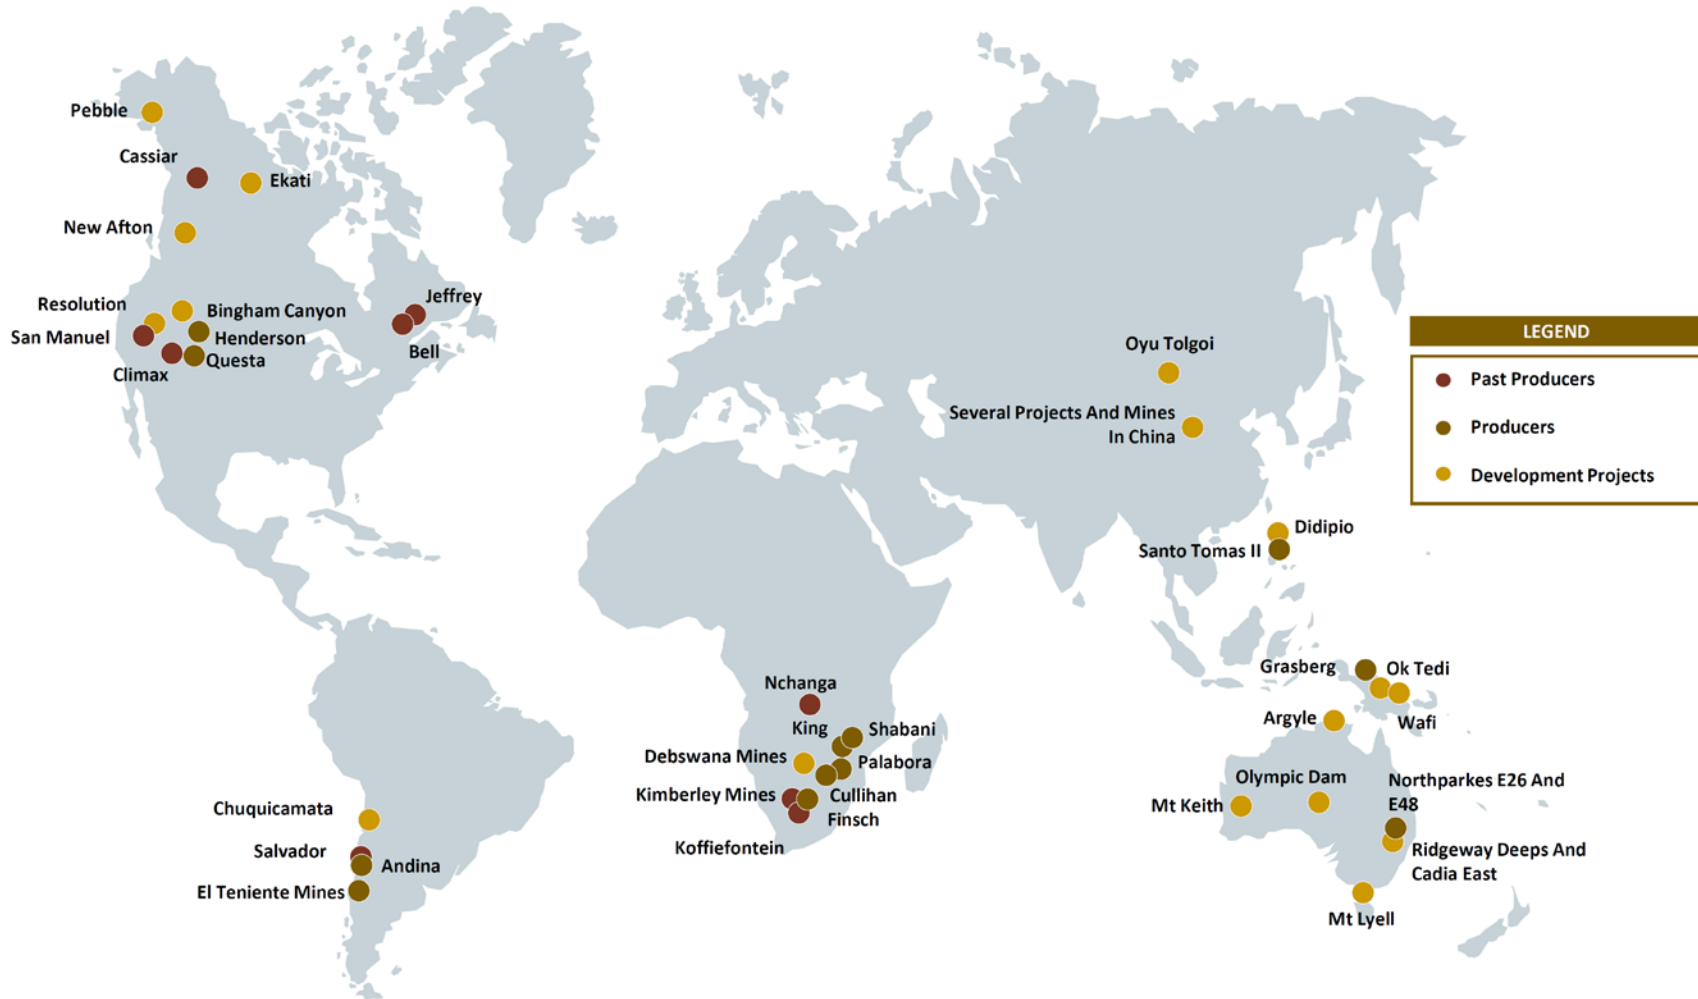 Pebble
Cassiar
Ekati
New Afton
Resolution
Bingham Canyon
San Manuel
Henderson
Questa
Climax
Jeffrey
Bell
Oyu Tolgoi
Several Projects And Mines
In China
LEGEND
Past Producers
Producers
Development Projects
Didipio
Santo Tomas II
Nchanga
King
Shabani
Debswana Mines
Palabora
Kimberley Mines
Cullihan
Finsch
Koffiefontein
Grasberg
Ok Tedi
Argyle
Wafi
Olympic Dam
Northparkes E26 And
E48
Mt Keith
Ridgeway Deeps And
Cadia East
Mt Lyell
Chuquicamata
Salvador
Andina
El Teniente Mines